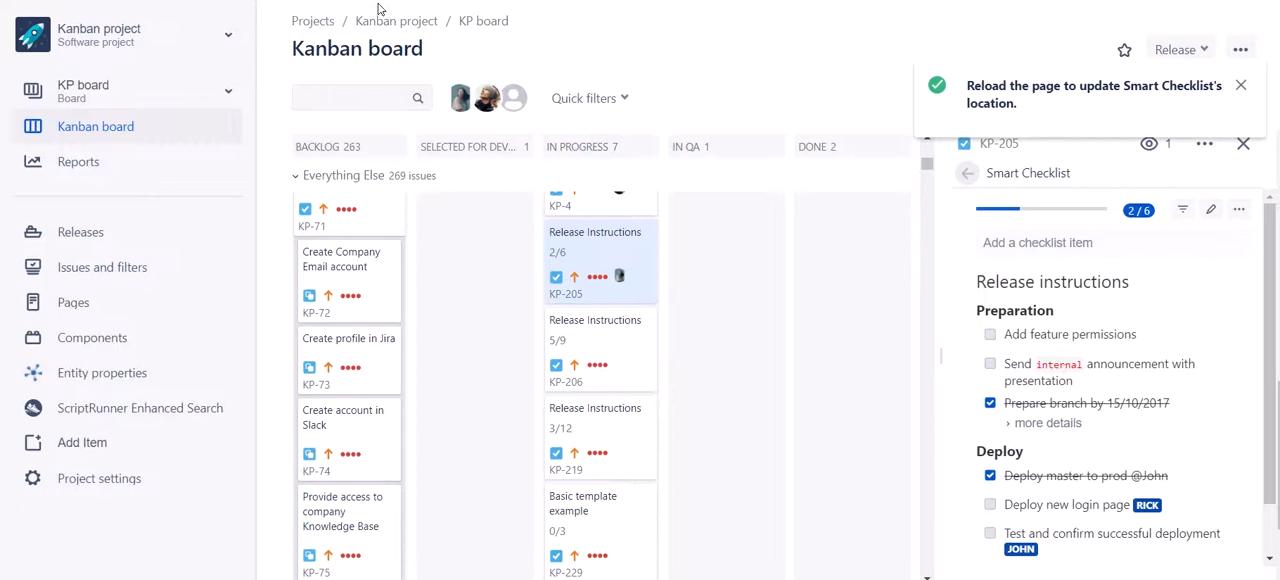 Kanban project
Software project
KP board
Board
Kanban board
Reports
Releases
Issues and filters
Pages
Components
Entity properties
ScriptRunner Enhanced Search
Add Item
Project settings
Projects / Kanban project / KP board
Kanban board
Quick filters
Release
Reload the page to update Smart Checklist's
location.
BACKLOG 263
SELECTED FOR DEV... 1
IN PROGRESS 7
IN QA 1
DONE 2
Everything Else 269 issues
KP-71
Create Company
Email account
KP-72
Create profile in Jira
KP-73
Create account in
Slack
KP-74
Provide access to
company
Knowledge Base
KP-75
KP-4
Release Instructions
2/6
KP-205
Release Instructions
5/9
KP-206
Release Instructions
3/12
KP-219
Basic template
example
0/3
KP-229
KP-205
1
Smart Checklist
2/6
Add a checklist item
Release instructions
Preparation
Add feature permissions
Send internal announcement with
presentation
Prepare branch by 15/10/2017
› more details
Deploy
Deploy master to prod @John
Deploy new login page RICK
Test and confirm successful deployment
JOHN